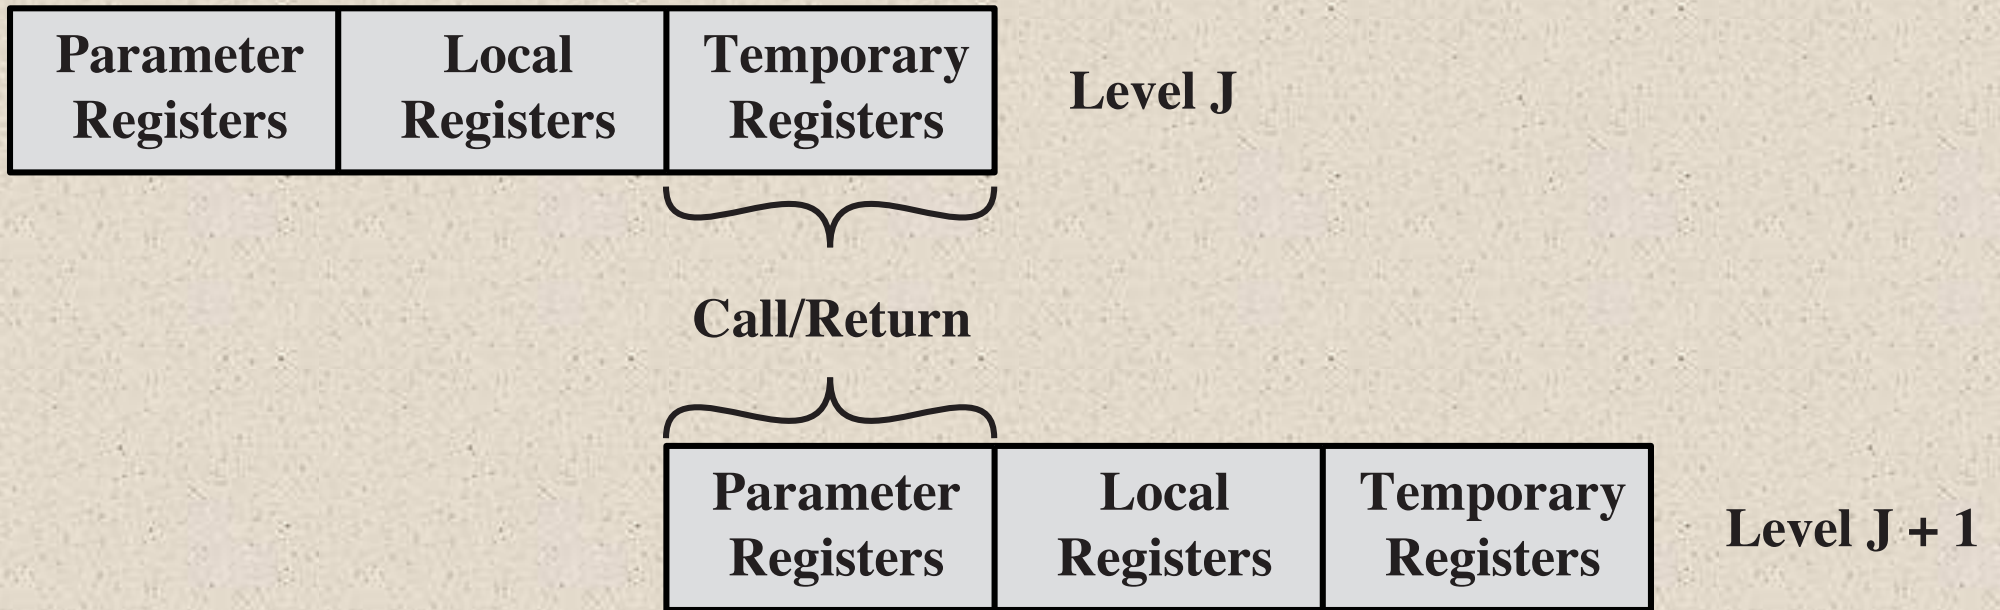 Parameter
Registers
Local
Registers
Temporary
Registers
Level J
Call/Return
Parameter
Registers
Local
Registers
Temporary
Registers
Level J + 1